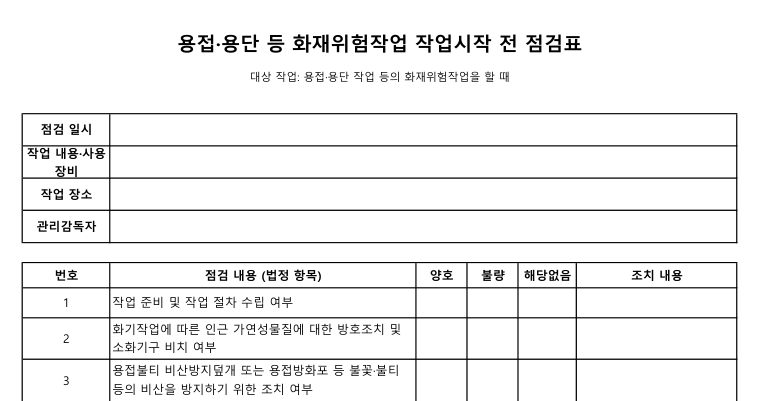 용접·용단 등 화재위험작업 작업시작 전 점검표
대상 작업: 용접·용단 작업 등의 화재위험작업을 할 때
점검 일시
작업 내용·사용
장비
작업 장소
관리감독자
번호 점검 내용 (법정 항목) 양호 불량 해당없음 조치 내용
1 작업 준비 및 작업 절차 수립 여부
2 화기작업에 따른 인근 가연성물질에 대한 방호조치 및
소화기구 비치 여부
3 용접불티 비산방지덮개 또는 용접방화포 등 불꽃·불티
등의 비산을 방지하기 위한 조치 여부